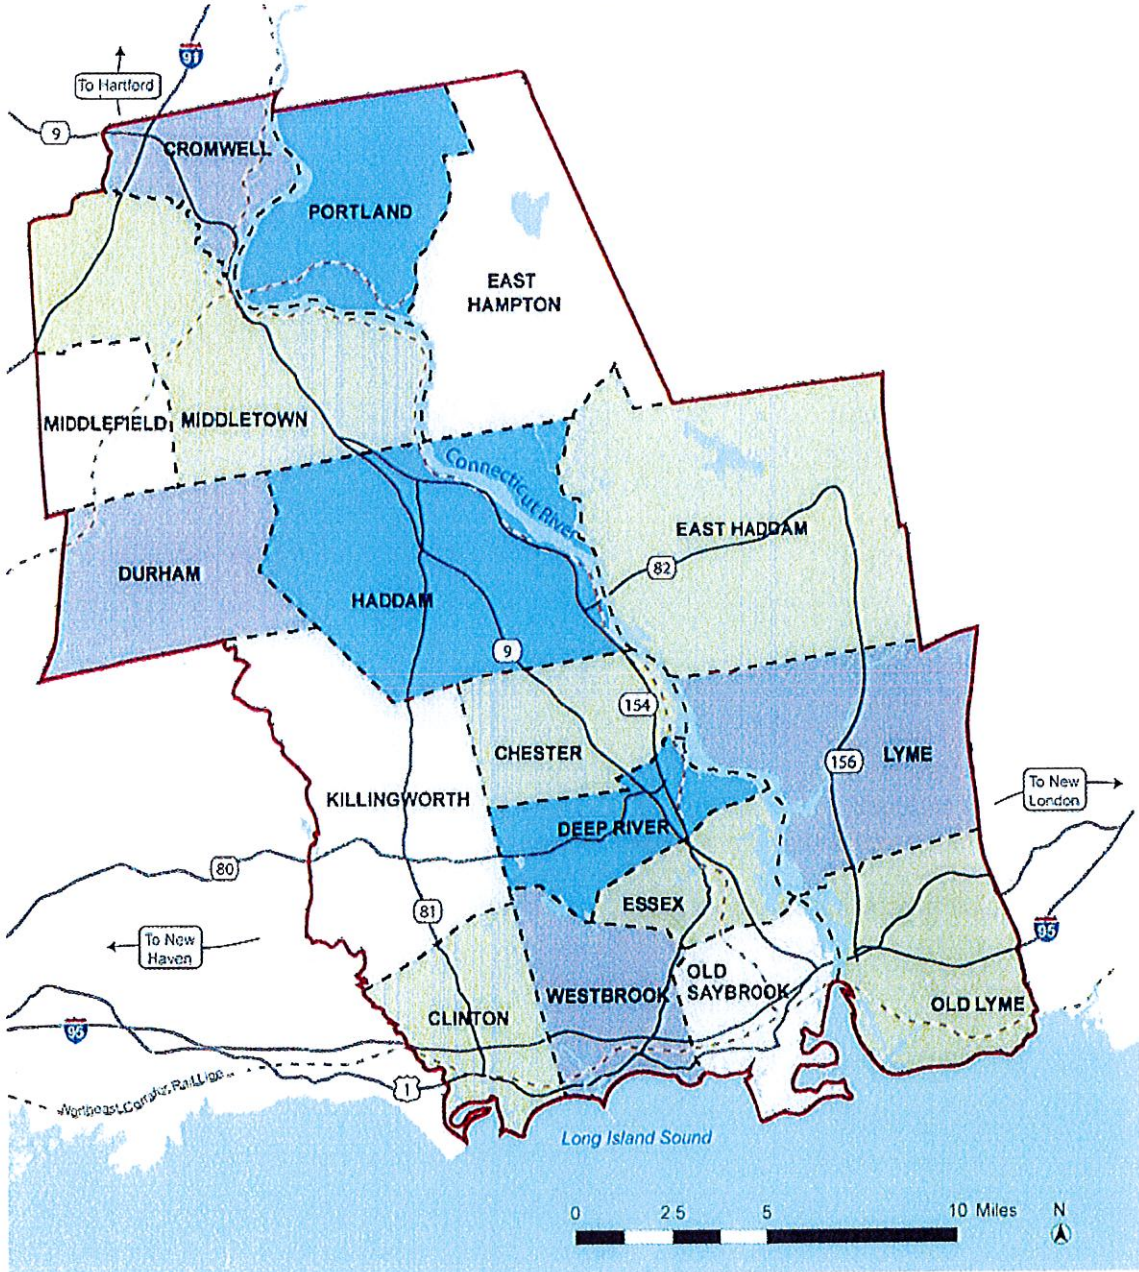 91
To Hartford
9
CROMWELL
PORTLAND
EAST
HAMPTON
MIDDLEFIELD
MIDDLETOWN
Connecticut River
EAST HADDAM
82
DURHAM
HADDAM
9
154
CHESTER
LYME
156
To New
London
KILLINGWORTH
DEEP RIVER
80
ESSEX
81
95
To New
Haven
OLD
SAYBROOK
WESTBROOK
OLD LYME
CLINTON
95
1
Northeast Corridor Rail Line
Long Island Sound
0
2.5
5
10 Miles
N